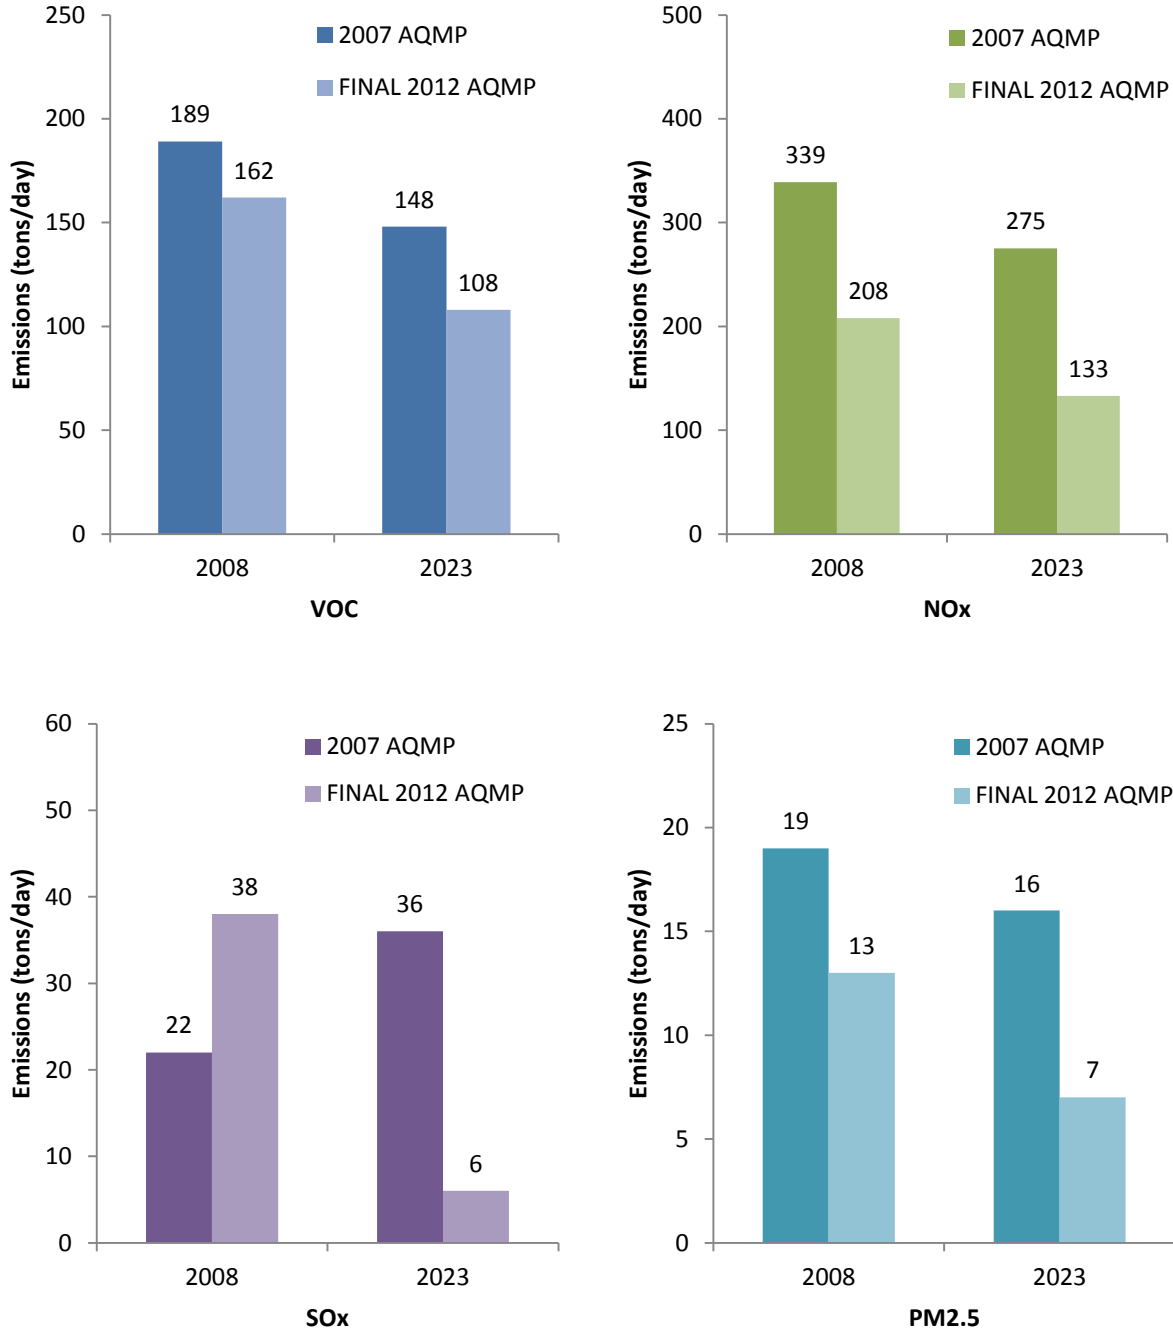 250
200
150
100
50
0
Emissions (tons/day)
2007 AQMP
FINAL 2012 AQMP
189
162
148
108
2008 2023
VOC
500
400
300
200
100
0
Emissions (tons/day)
2007 AQMP
FINAL 2012 AQMP
339
208
275
133
2008 2023
NOx
60
50
40
30
20
10
0
Emissions (tons/day)
2007 AQMP
FINAL 2012 AQMP
22
38
36
6
2008 2023
SOx
25
20
15
10
5
0
Emissions (tons/day)
2007 AQMP
FINAL 2012 AQMP
19
13
16
7
2008 2023
PM2.5